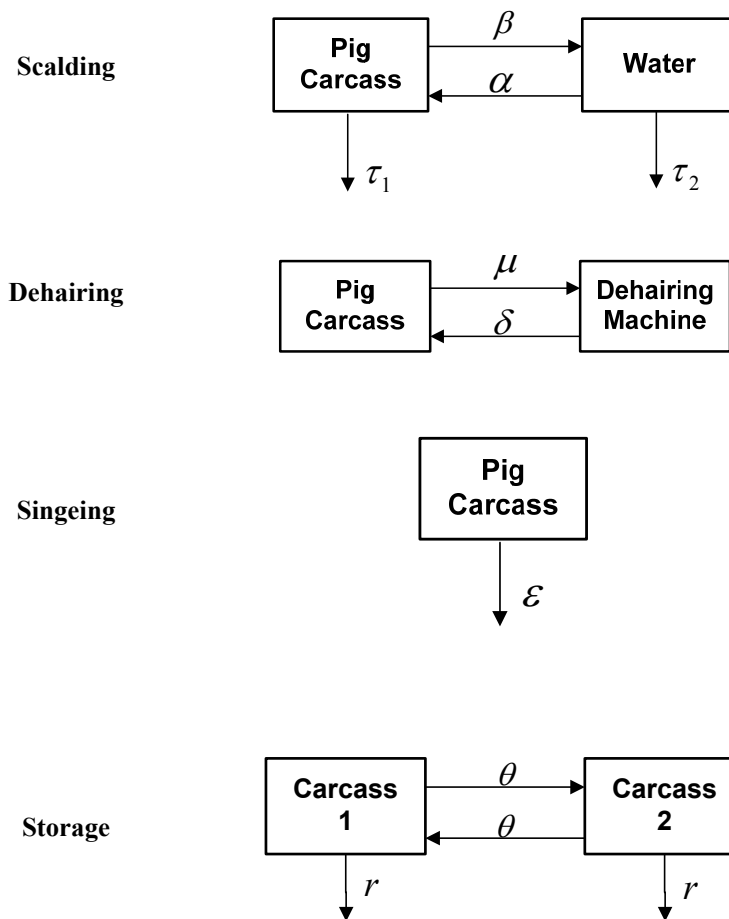 Scalding
Pig
Carcass
β
α
Water
τ₁
τ₂
Dehairing
Pig
Carcass
μ
δ
Dehairing
Machine
Singeing
Pig
Carcass
ε
Storage
Carcass
1
θ
θ
Carcass
2
r
r